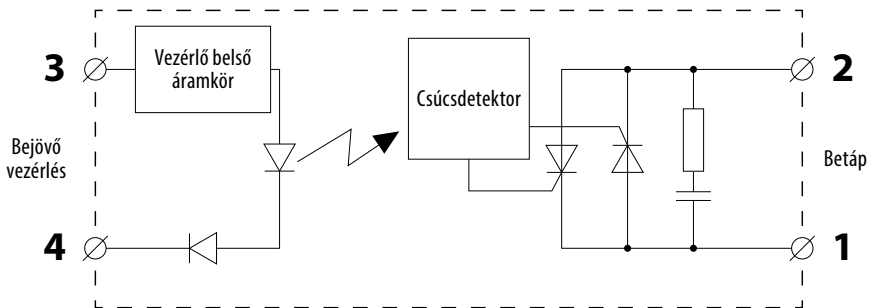 3
Vezérlő belső
áramkör
Csúcsdetektor
2
Bejövő
vezérlés
Betáp
4
1